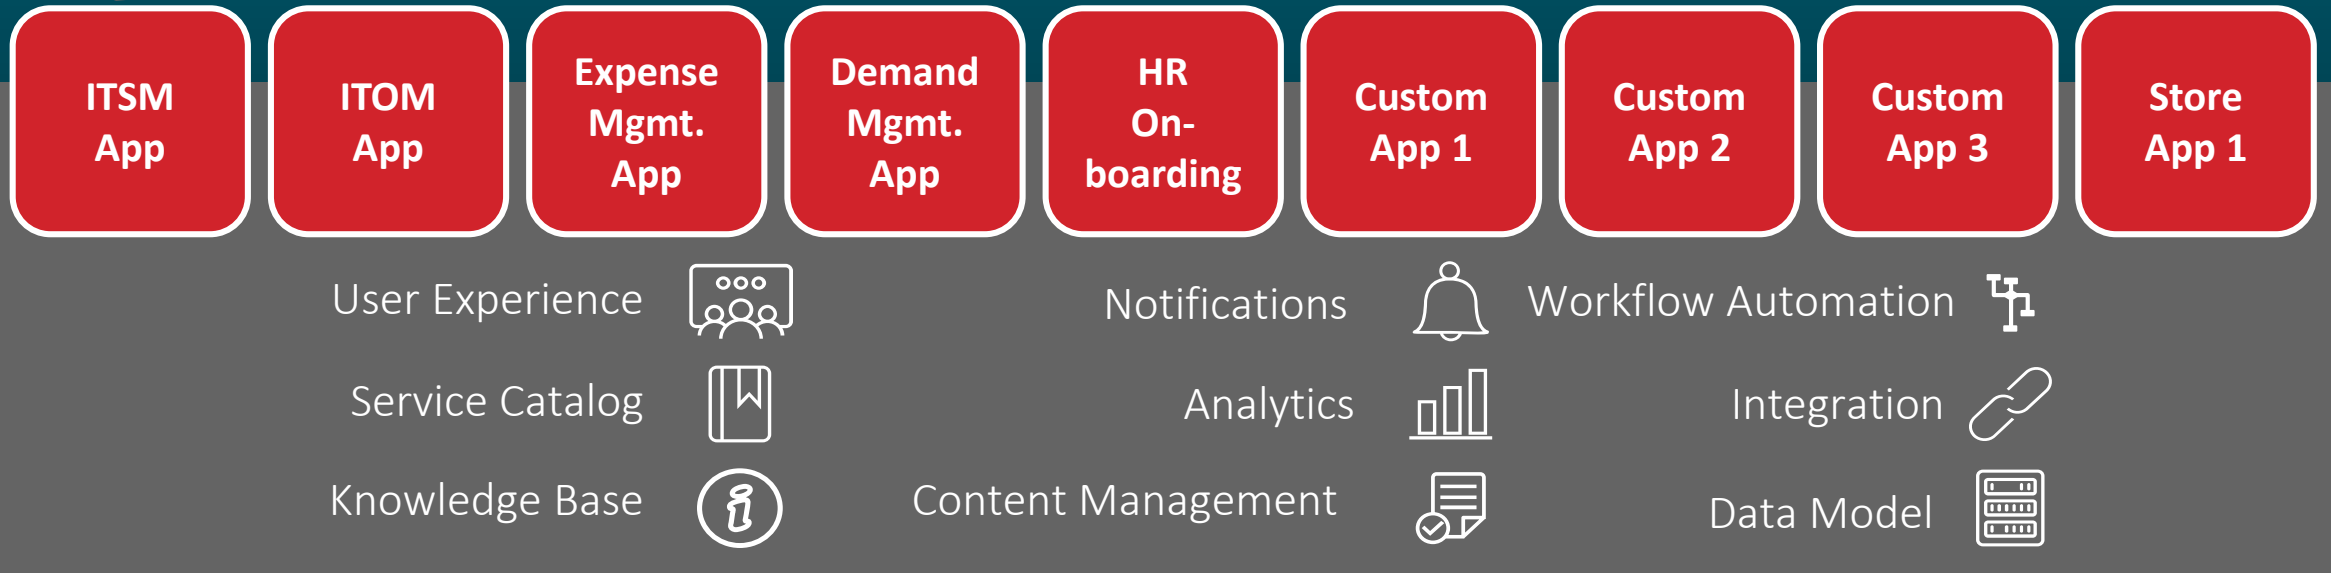 ITSM
App
ITOM
App
Expense
Mgmt.
App
Demand
Mgmt.
App
HR
On-
boarding
Custom
App 1
Custom
App 2
Custom
App 3
Store
App 1
User Experience
Notifications
Workflow Automation
Service Catalog
Analytics
Integration
Knowledge Base
Content Management
Data Model